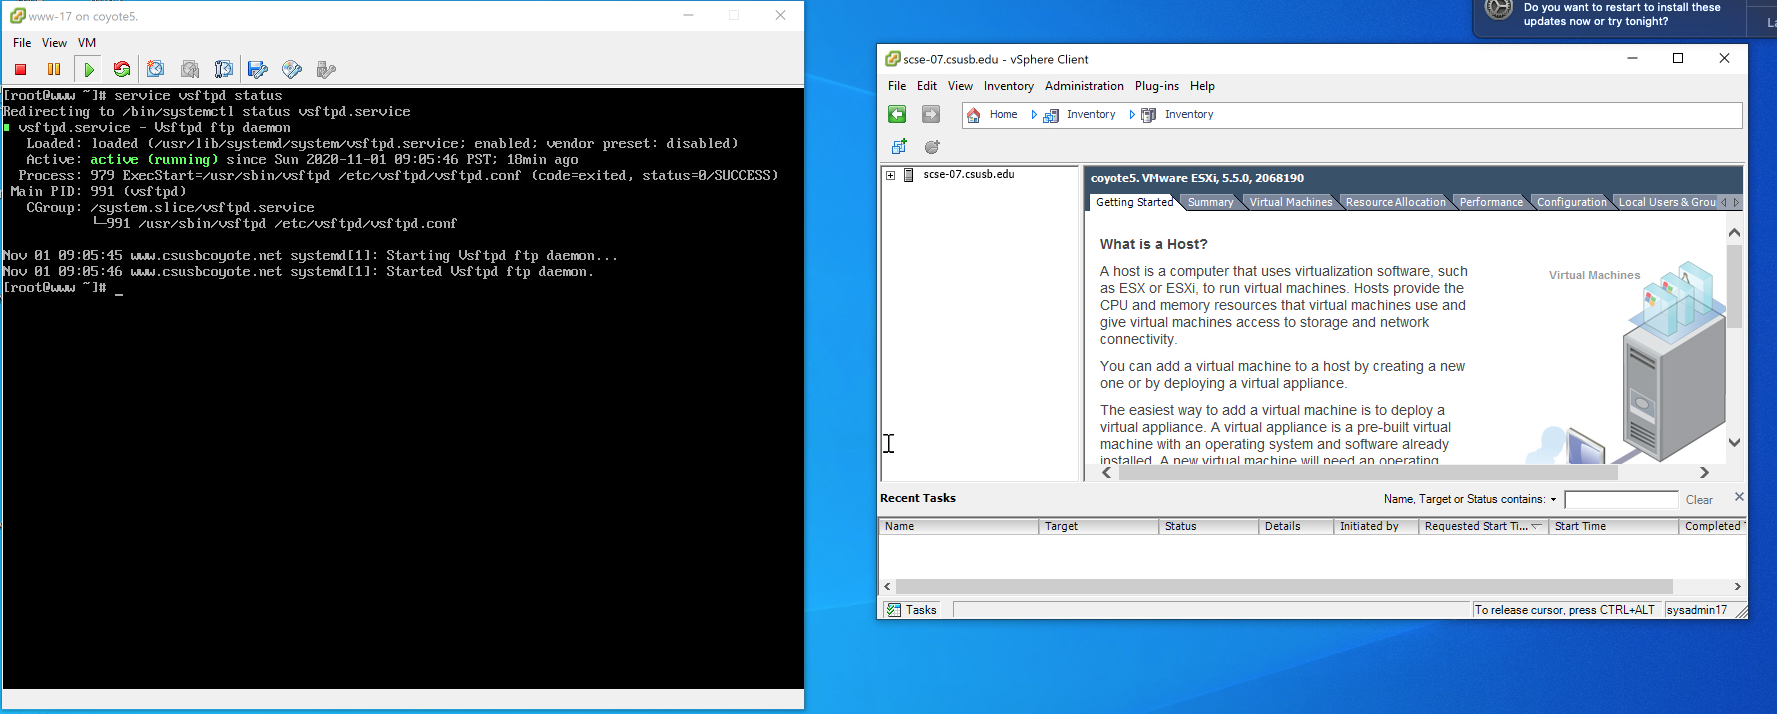 www-17 on coyote5.
File View VM
[root@www ~]# service vsftpd status
Redirecting to /bin/systemctl status vsftpd.service
vsftpd.service - Vsftpd ftp daemon
Loaded: loaded (/usr/lib/systemd/system/vsftpd.service; enabled; vendor preset: disabled)
Active: active (running) since Sun 2020-11-01 09:05:46 PST; 18min ago
Process: 979 ExecStart=/usr/sbin/vsftpd /etc/vsftpd/vsftpd.conf (code=exited, status=0/SUCCESS)
Main PID: 991 (vsftpd)
CGroup: /system.slice/vsftpd.service
└─991 /usr/sbin/vsftpd /etc/vsftpd/vsftpd.conf
Nov 01 09:05:45 www.csusbcoyote.net systemd[1]: Starting Vsftpd ftp daemon...
Nov 01 09:05:46 www.csusbcoyote.net systemd[1]: Started Vsftpd ftp daemon.
[root@www ~]# _
Do you want to restart to install these
updates now or try tonight?
scse-07.csusb.edu - vSphere Client
File Edit View Inventory Administration Plug-ins Help
Home Inventory Inventory
scse-07.csusb.edu
coyote5. VMware ESXi, 5.5.0, 2068190
Getting Started Summary Virtual Machines Resource Allocation Performance Configuration Local Users & Grou
What is a Host?
A host is a computer that uses virtualization software, such
as ESX or ESXi, to run virtual machines. Hosts provide the
CPU and memory resources that virtual machines use and
give virtual machines access to storage and network
connectivity.
You can add a virtual machine to a host by creating a new
one or by deploying a virtual appliance.
The easiest way to add a virtual machine is to deploy a
virtual appliance. A virtual appliance is a pre-built virtual
machine with an operating system and software already
installed. A new virtual machine will need an operating
Virtual Machines
Recent Tasks
Name, Target or Status contains: Clear
Name Target Status Details Initiated by Requested Start Ti... Start Time Completed
Tasks
To release cursor, press CTRL+ALT sysadmin17